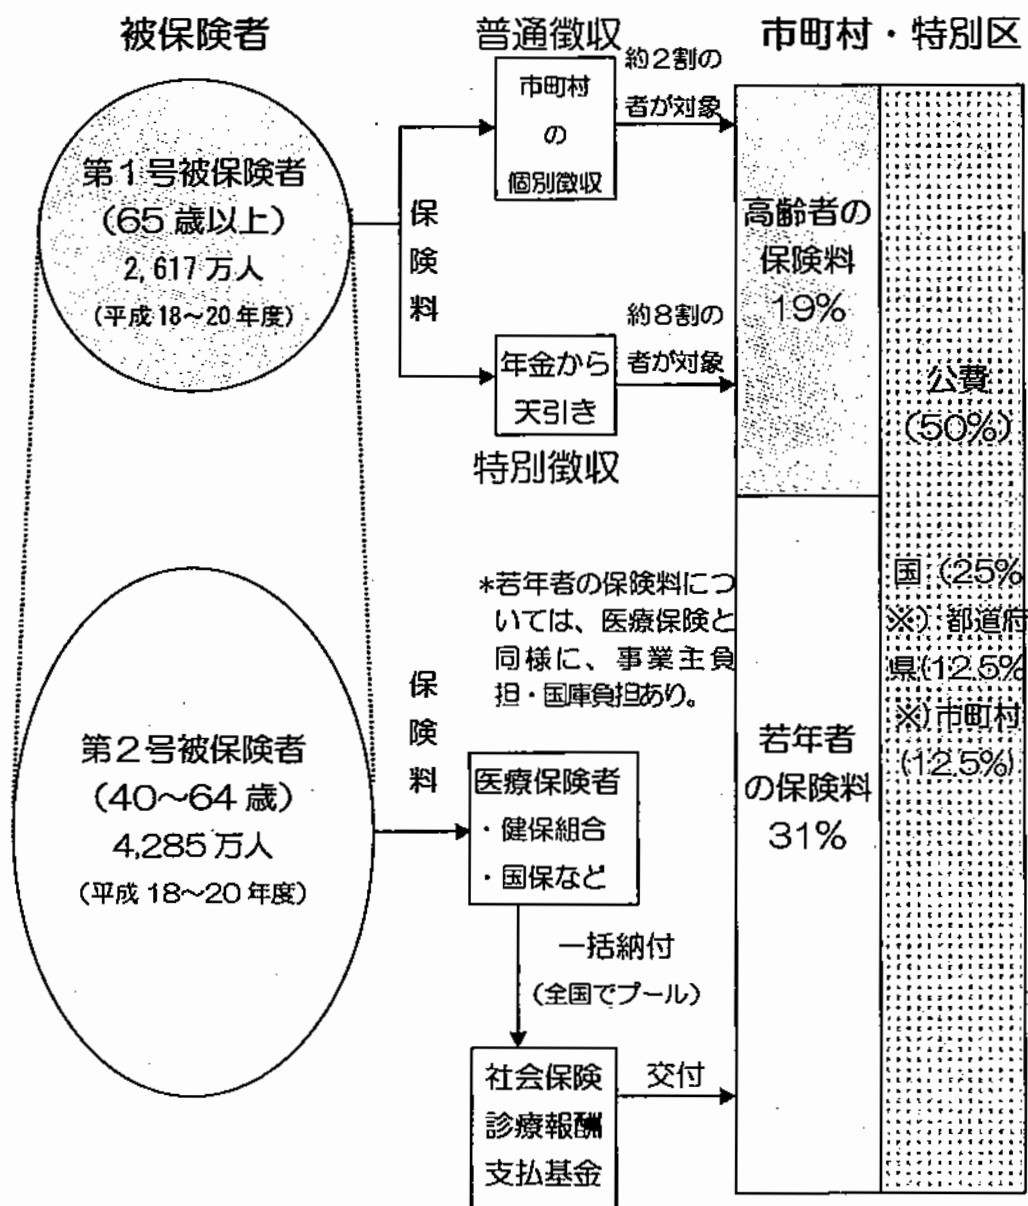 被保険者
第1号被保険者
(65歳以上)
2,617万人
(平成18～20年度)
第2号被保険者
(40～64歳)
4,285万人
(平成18～20年度)
保険料
保険料
普通徴収
市町村
の
個別徴収
約2割の
者が対象
年金から
天引き
約8割の
者が対象
特別徴収
*若年者の保険料につ
いては、医療保険と
同様に、事業主負
担・国庫負担あり。
医療保険者
・健保組合
・国保など
一括納付
(全国でプール)
社会保険
診療報酬
支払基金
交付
市町村・特別区
高齢者の
保険料
19%
若年者
の保険料
31%
公費
(50%)
国(25%
※)都道府
県(12.5%
※)市町村
(12.5%)